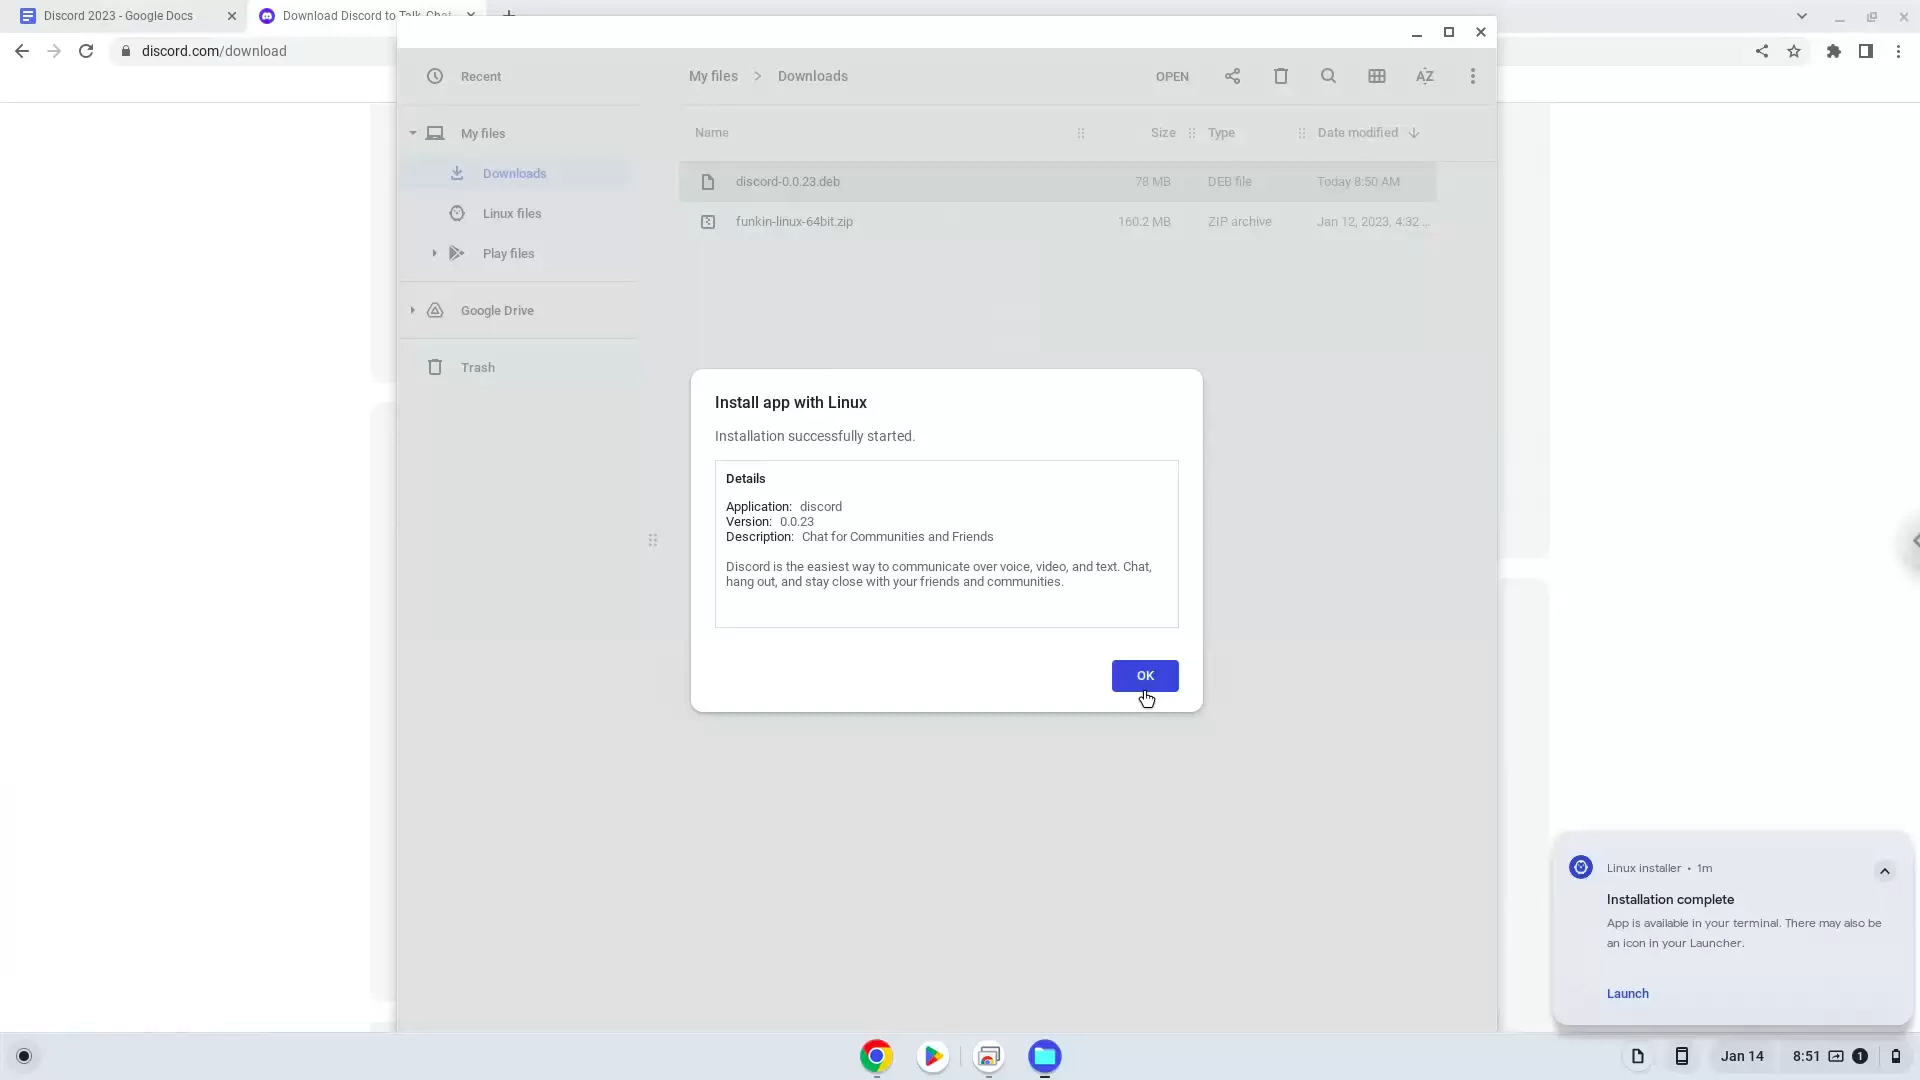 Discord 2023 - Google Docs
Download Discord to Talk, Chat
discord.com/download
Recent
My files
Downloads
Linux files
Play files
Google Drive
Trash
My files > Downloads
OPEN
AZ
Name Size Type Date modified
discord-0.0.23.deb 78 MB DEB file Today 8:50 AM
funkin-linux-64bit.zip 160.2 MB ZIP archive Jan 12, 2023, 4:32 ...
Install app with Linux
Installation successfully started.
Details
Application: discord
Version: 0.0.23
Description: Chat for Communities and Friends
Discord is the easiest way to communicate over voice, video, and text. Chat,
hang out, and stay close with your friends and communities.
OK
Linux installer • 1m
Installation complete
App is available in your terminal. There may also be
an icon in your Launcher.
Launch
Jan 14 8:51 1